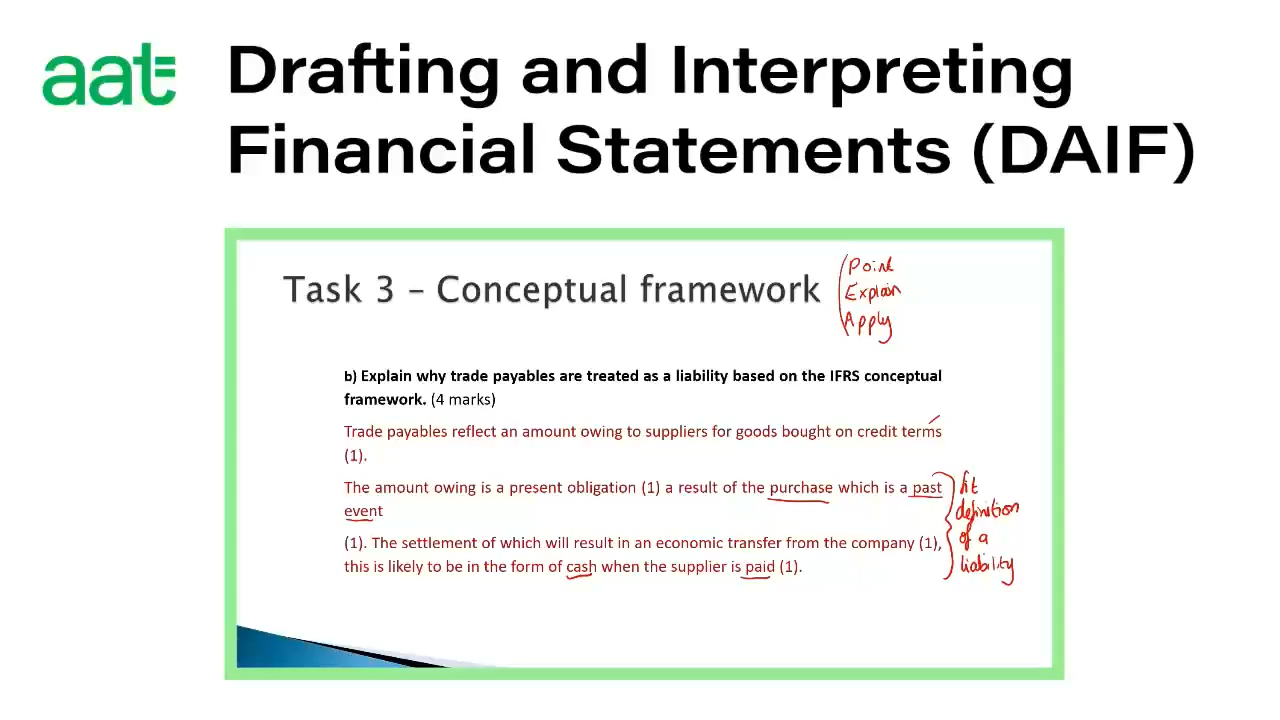 aat
Drafting and Interpreting
Financial Statements (DAIF)
Task 3 – Conceptual framework
Point
Explain
Apply
b) Explain why trade payables are treated as a liability based on the IFRS conceptual
framework. (4 marks)
Trade payables reflect an amount owing to suppliers for goods bought on credit terms
(1).
The amount owing is a present obligation (1) a result of the purchase which is a past
event
(1). The settlement of which will result in an economic transfer from the company (1),
this is likely to be in the form of cash when the supplier is paid (1).
fit
definition
of a
liability